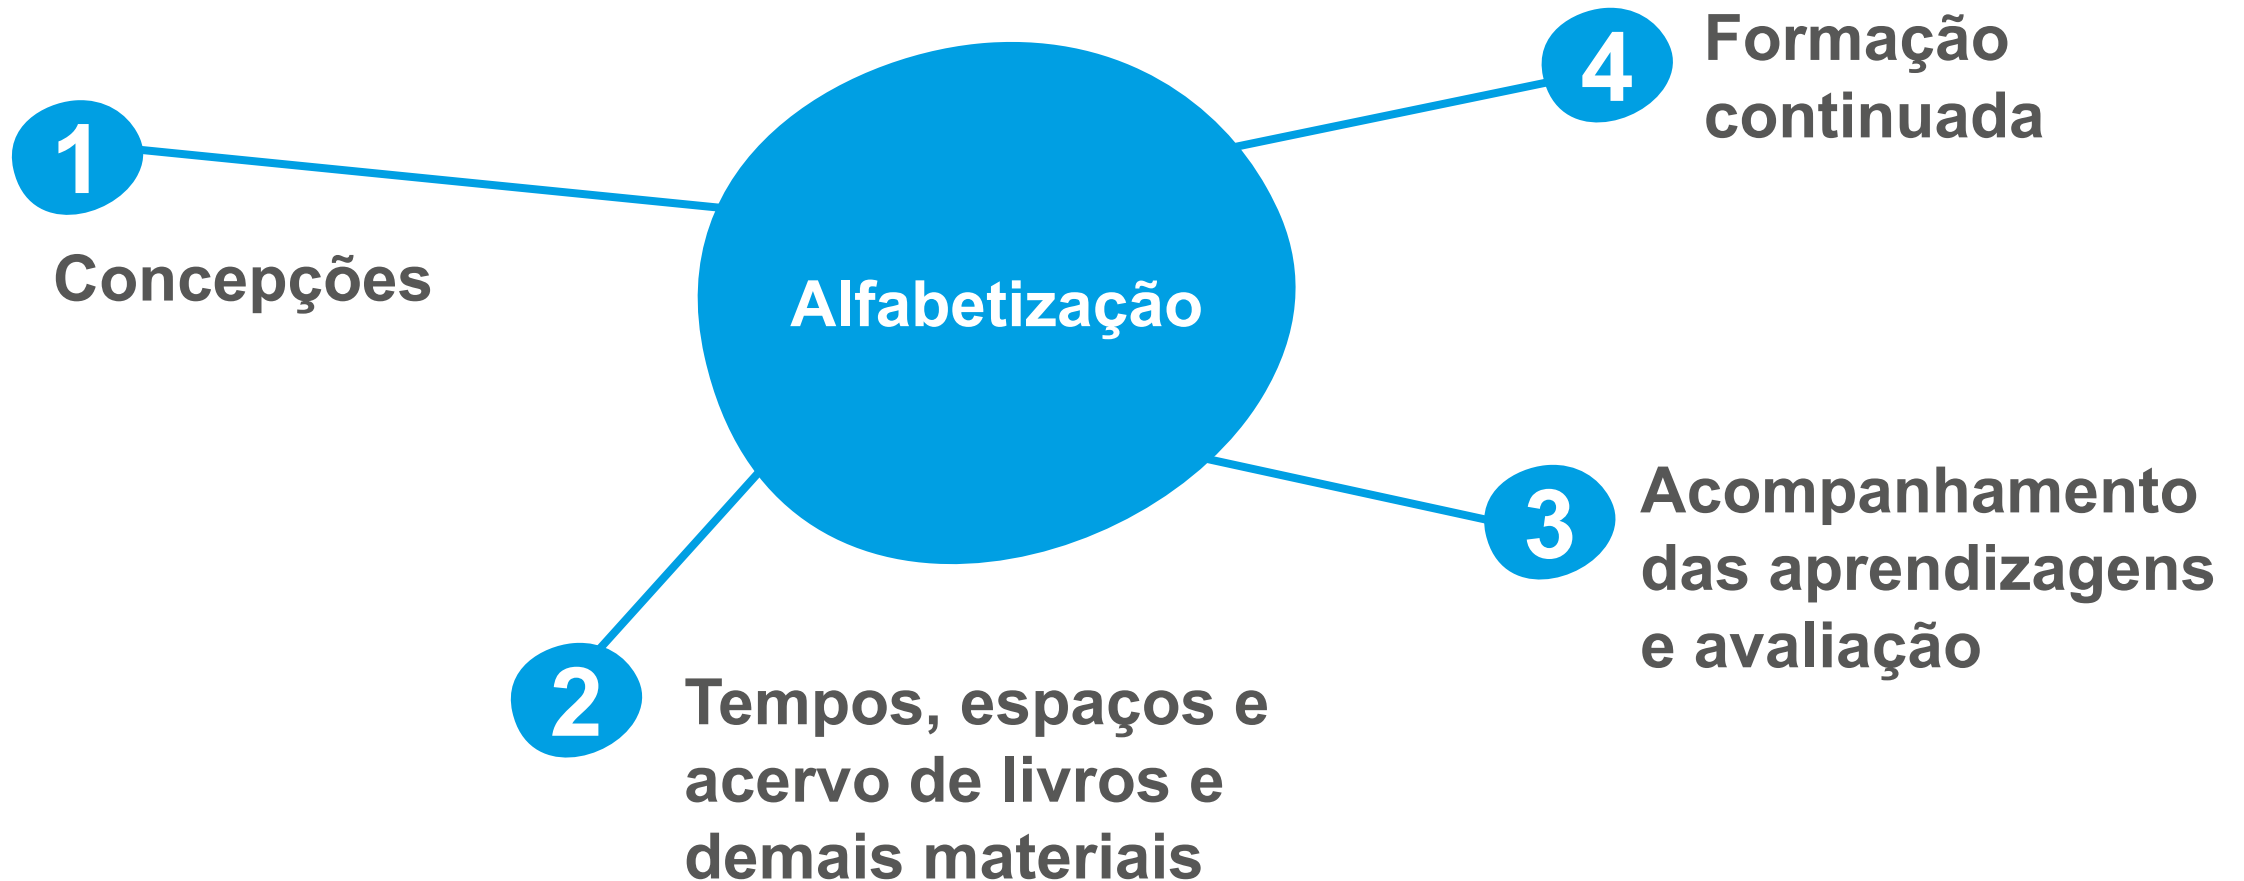 Alfabetização
1
Concepções
2
Tempos, espaços e
acervo de livros e
demais materiais
3
Acompanhamento
das aprendizagens
e avaliação
4
Formação
continuada